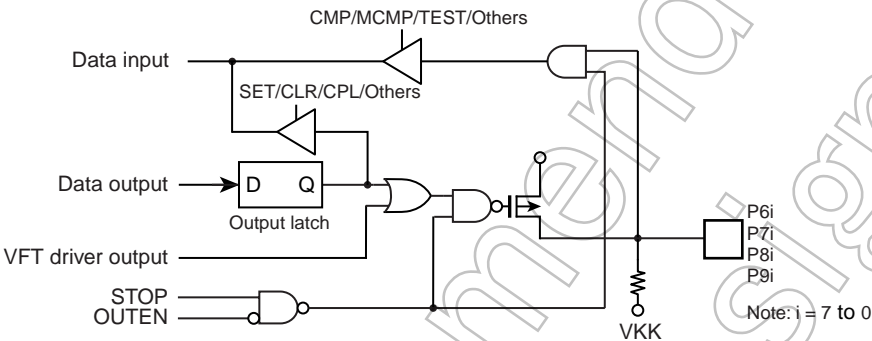 CMP/MCMP/TEST/Others
Data input
SET/CLR/CPL/Others
Data output
D Q
Output latch
VFT driver output
STOP
OUTEN
VKK
P6i
P7i
P8i
P9i
Note: i = 7 to 0